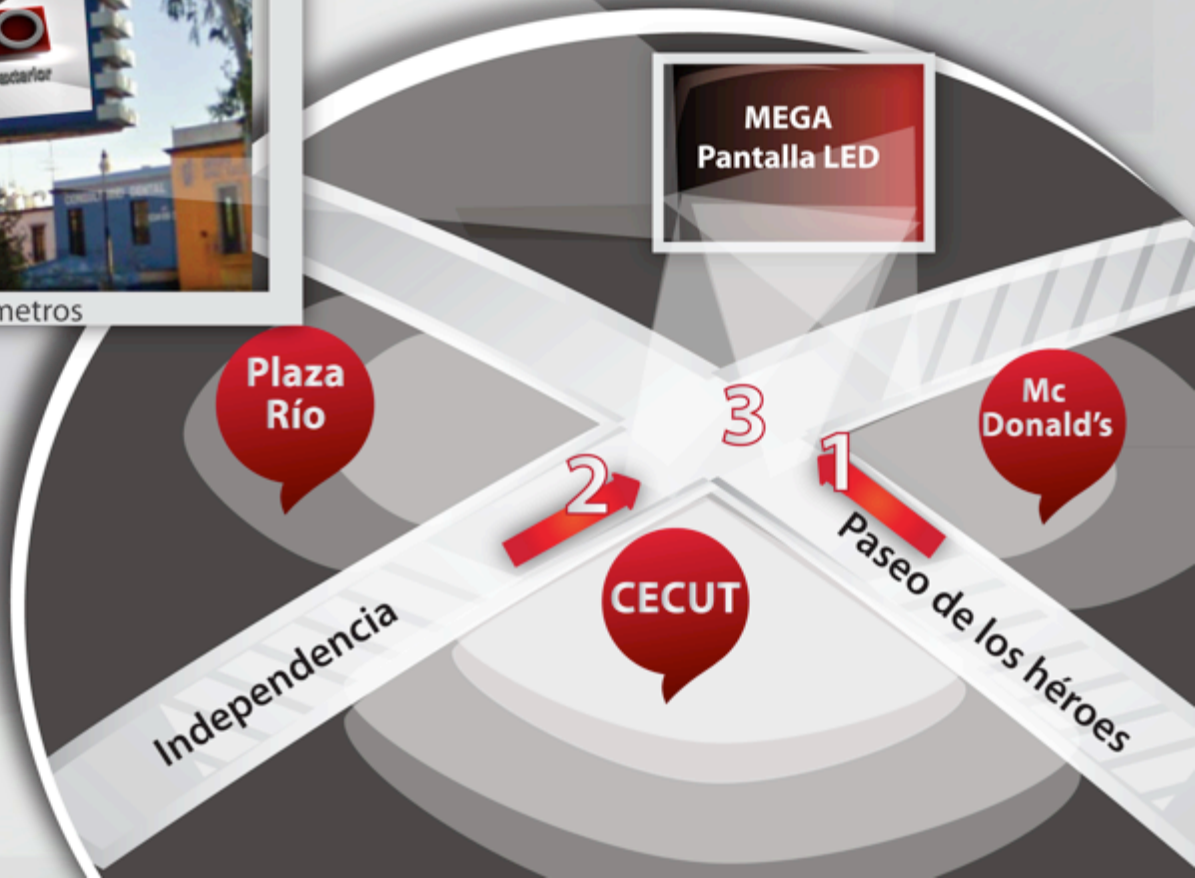 metros
MEGA
Pantalla LED
Plaza
Río
Mc
Donald's
3
1
2
CECUT
Independencia
Paseo de los héroes